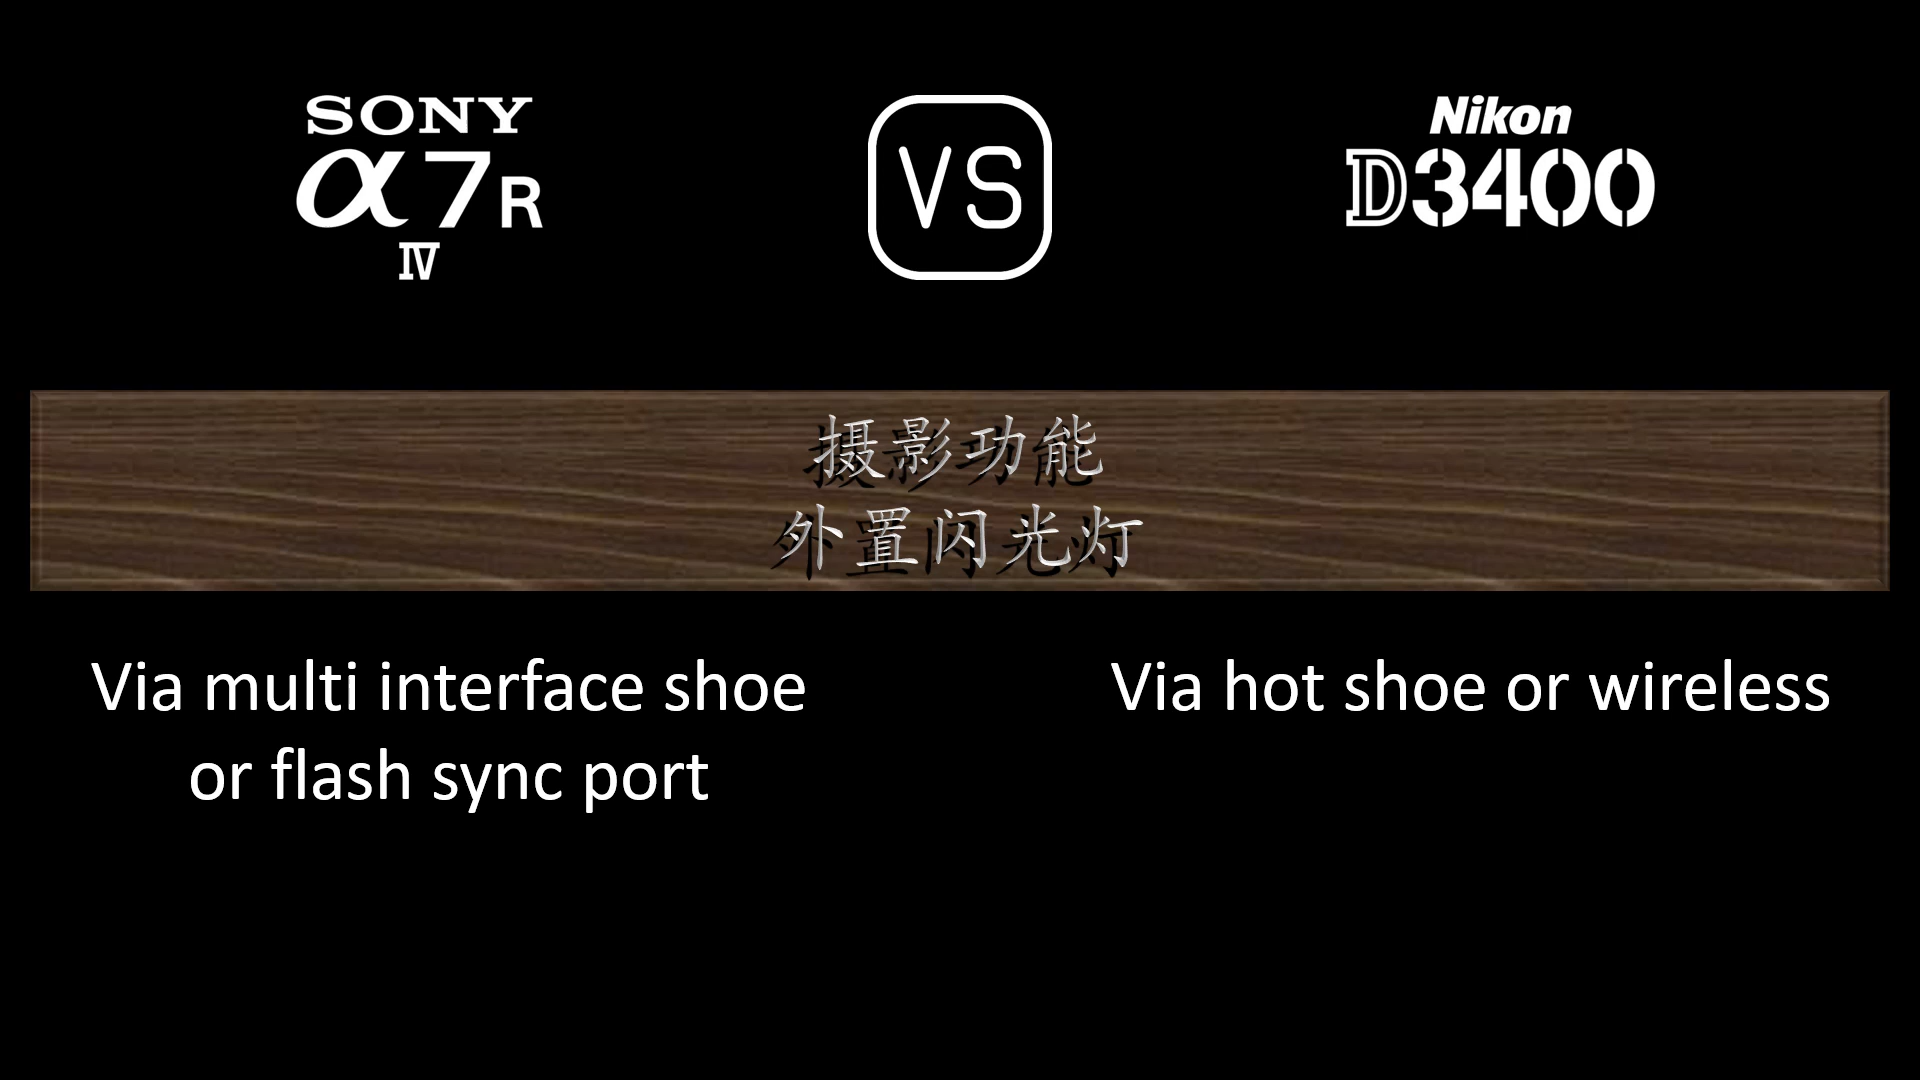 SONY
α7R
IV
VS
Nikon
D3400
摄影功能
外置闪光灯
Via multi interface shoe
or flash sync port
Via hot shoe or wireless